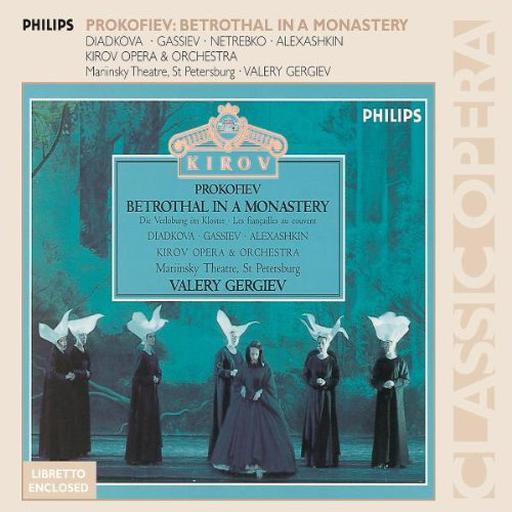 PHILIPS PROKOFIEV: BETROTHAL IN A MONASTERY
DIADKOVA · GASSIEV · NETREBKO · ALEXASHKIN
KIROV OPERA & ORCHESTRA
Mariinsky Theatre, St Petersburg · VALERY GERGIEV
PHILIPS
KIROV
PROKOFIEV
BETROTHAL IN A MONASTERY
Die Verlobung im Kloster · Les fiançailles au couvent
DIADKOVA · GASSIEV · ALEXASHKIN
KIROV OPERA & ORCHESTRA
Mariinsky Theatre, St Petersburg
VALERY GERGIEV
LIBRETTO
ENCLOSED
CLASSIC OPERA